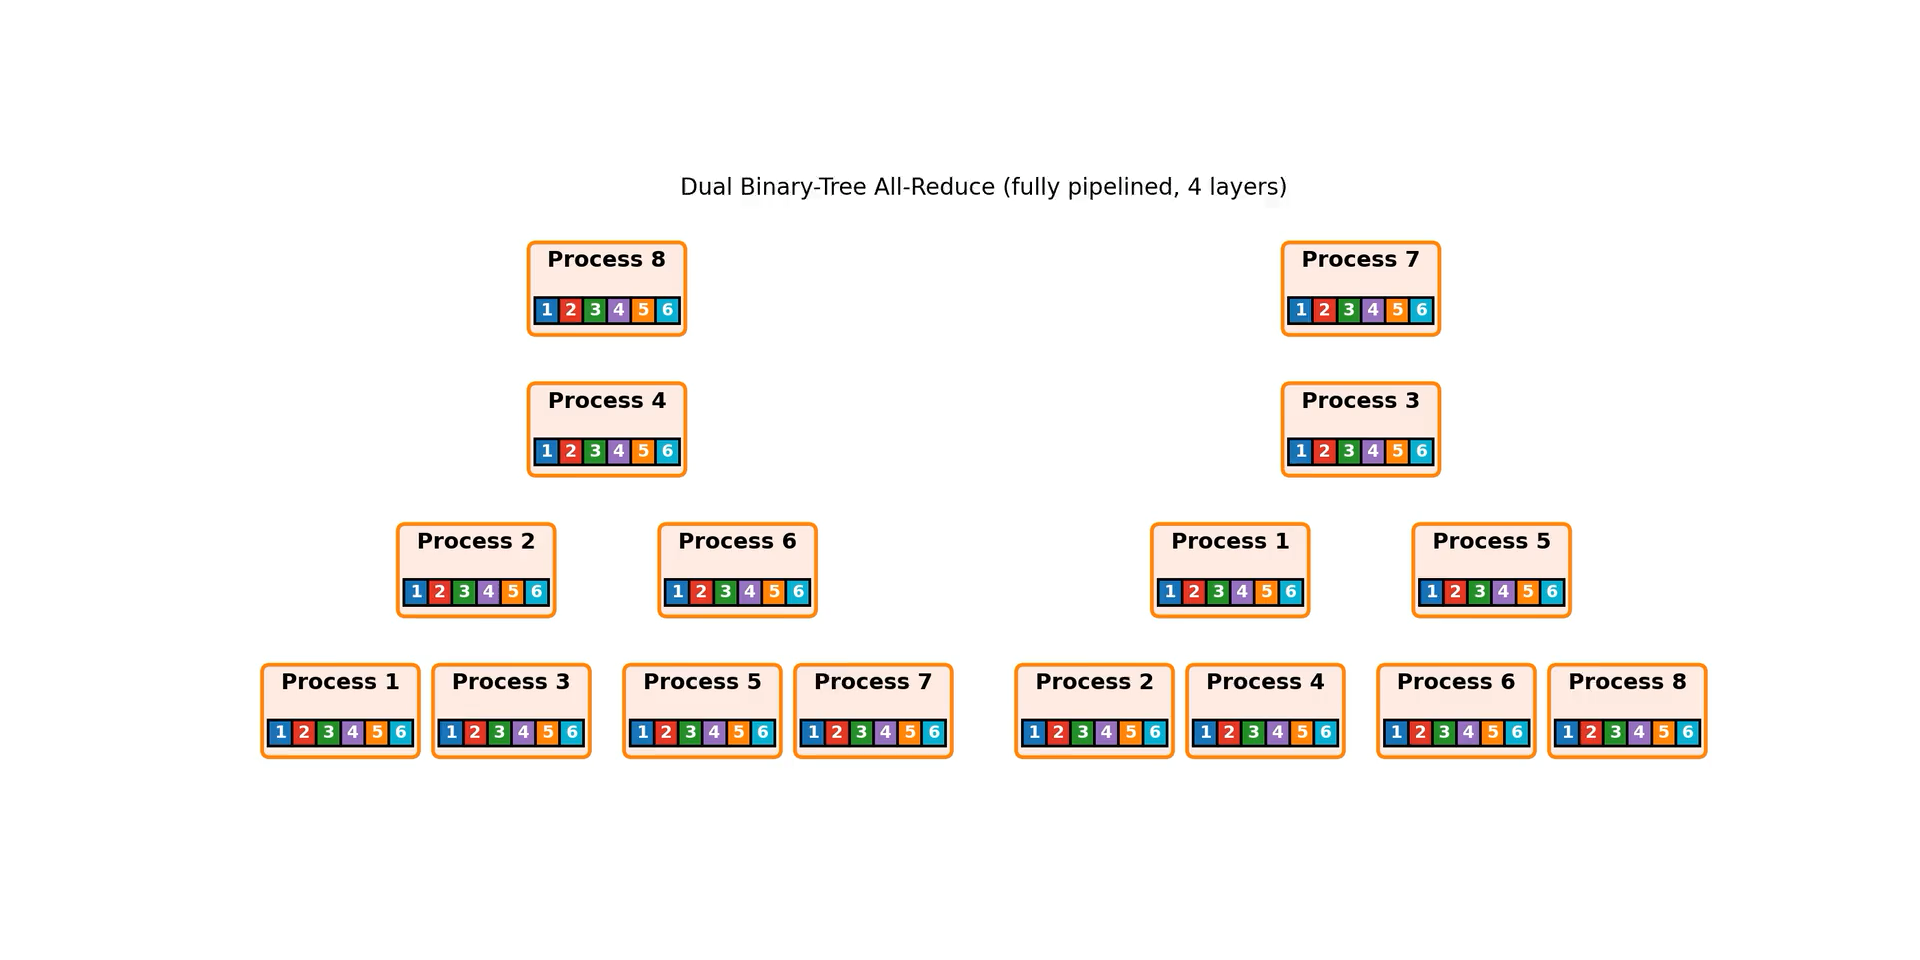 Dual Binary-Tree All-Reduce (fully pipelined, 4 layers)
Process 8
1 2 3 4 5 6
Process 7
1 2 3 4 5 6
Process 4
1 2 3 4 5 6
Process 3
1 2 3 4 5 6
Process 2
1 2 3 4 5 6
Process 6
1 2 3 4 5 6
Process 1
1 2 3 4 5 6
Process 5
1 2 3 4 5 6
Process 1
1 2 3 4 5 6
Process 3
1 2 3 4 5 6
Process 5
1 2 3 4 5 6
Process 7
1 2 3 4 5 6
Process 2
1 2 3 4 5 6
Process 4
1 2 3 4 5 6
Process 6
1 2 3 4 5 6
Process 8
1 2 3 4 5 6